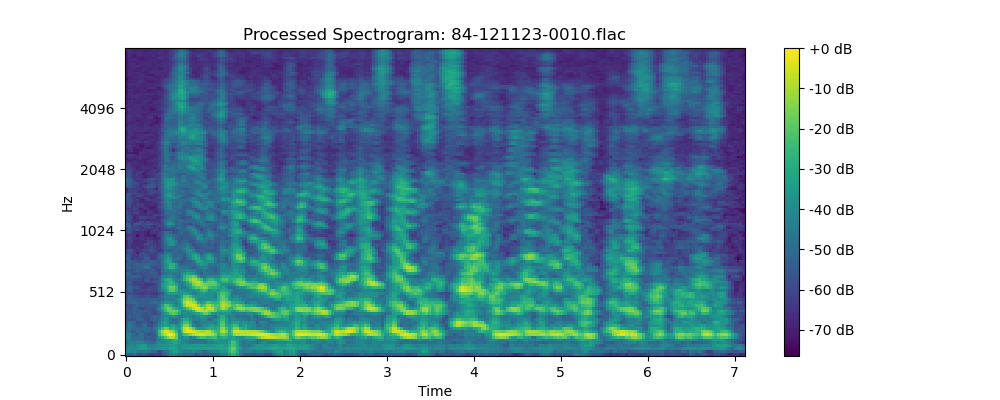 Processed Spectrogram: 84-121123-0010.flac
Hz
4096
2048
1024
512
0
0 1 2 3 4 5 6 7
Time
+0 dB
-10 dB
-20 dB
-30 dB
-40 dB
-50 dB
-60 dB
-70 dB